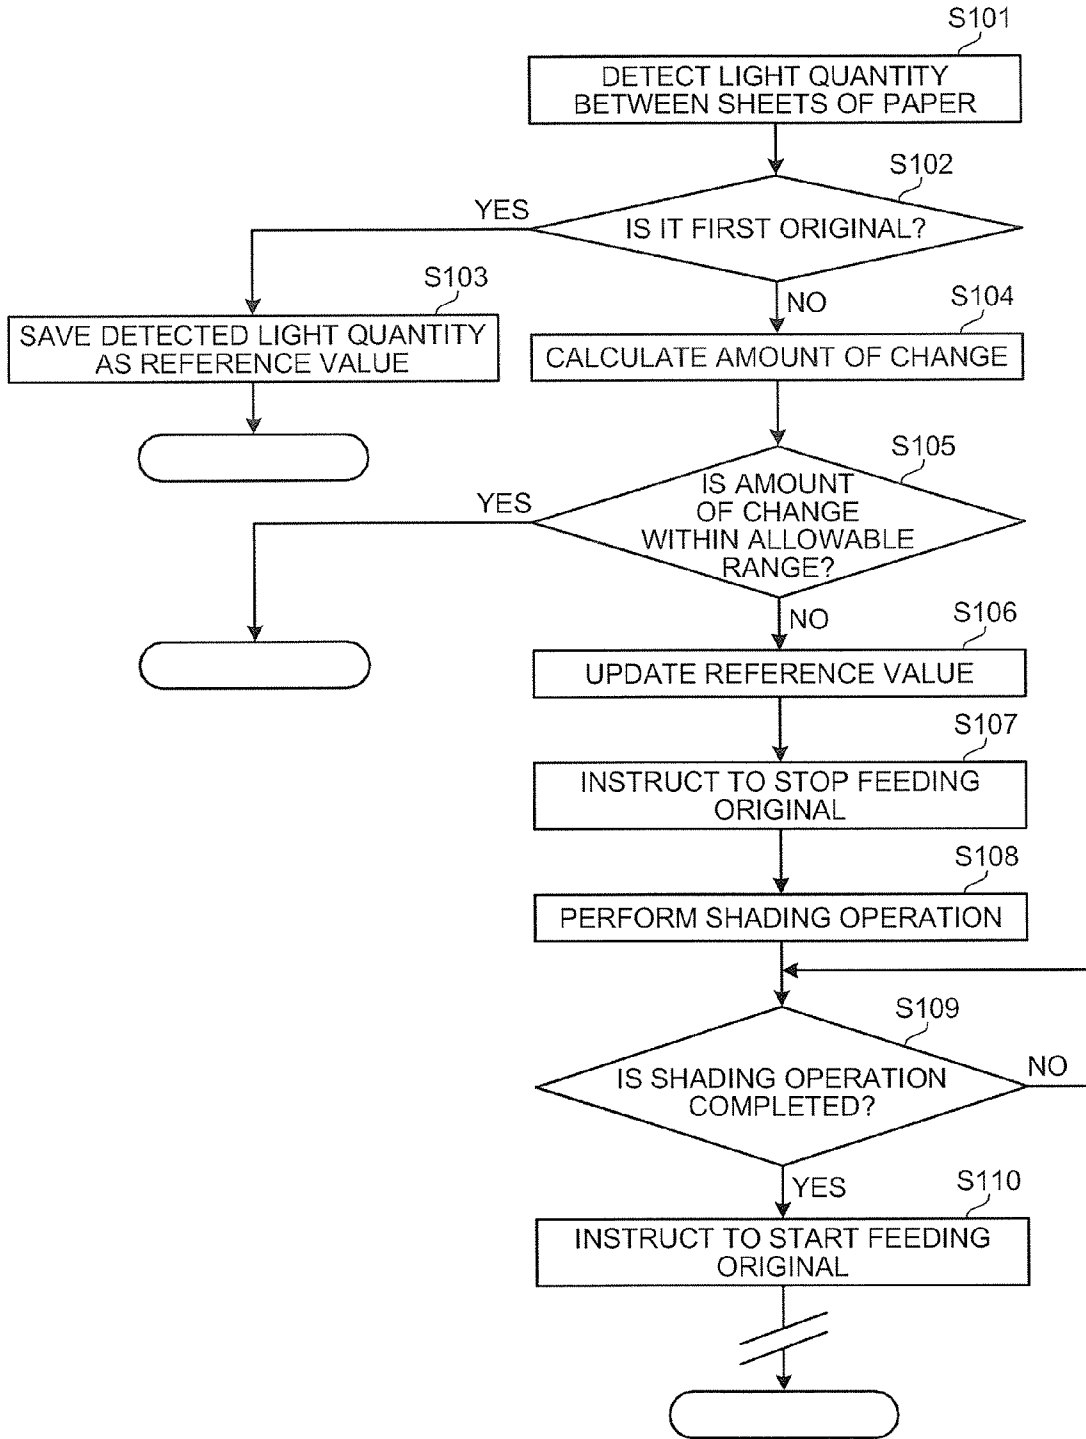 S101
DETECT LIGHT QUANTITY
BETWEEN SHEETS OF PAPER
S102
YES
IS IT FIRST ORIGINAL?
S103
NO
S104
SAVE DETECTED LIGHT QUANTITY
AS REFERENCE VALUE
CALCULATE AMOUNT OF CHANGE
S105
YES
IS AMOUNT
OF CHANGE
WITHIN ALLOWABLE
RANGE?
NO
S106
UPDATE REFERENCE VALUE
S107
INSTRUCT TO STOP FEEDING
ORIGINAL
S108
PERFORM SHADING OPERATION
S109
NO
IS SHADING OPERATION
COMPLETED?
YES
S110
INSTRUCT TO START FEEDING
ORIGINAL